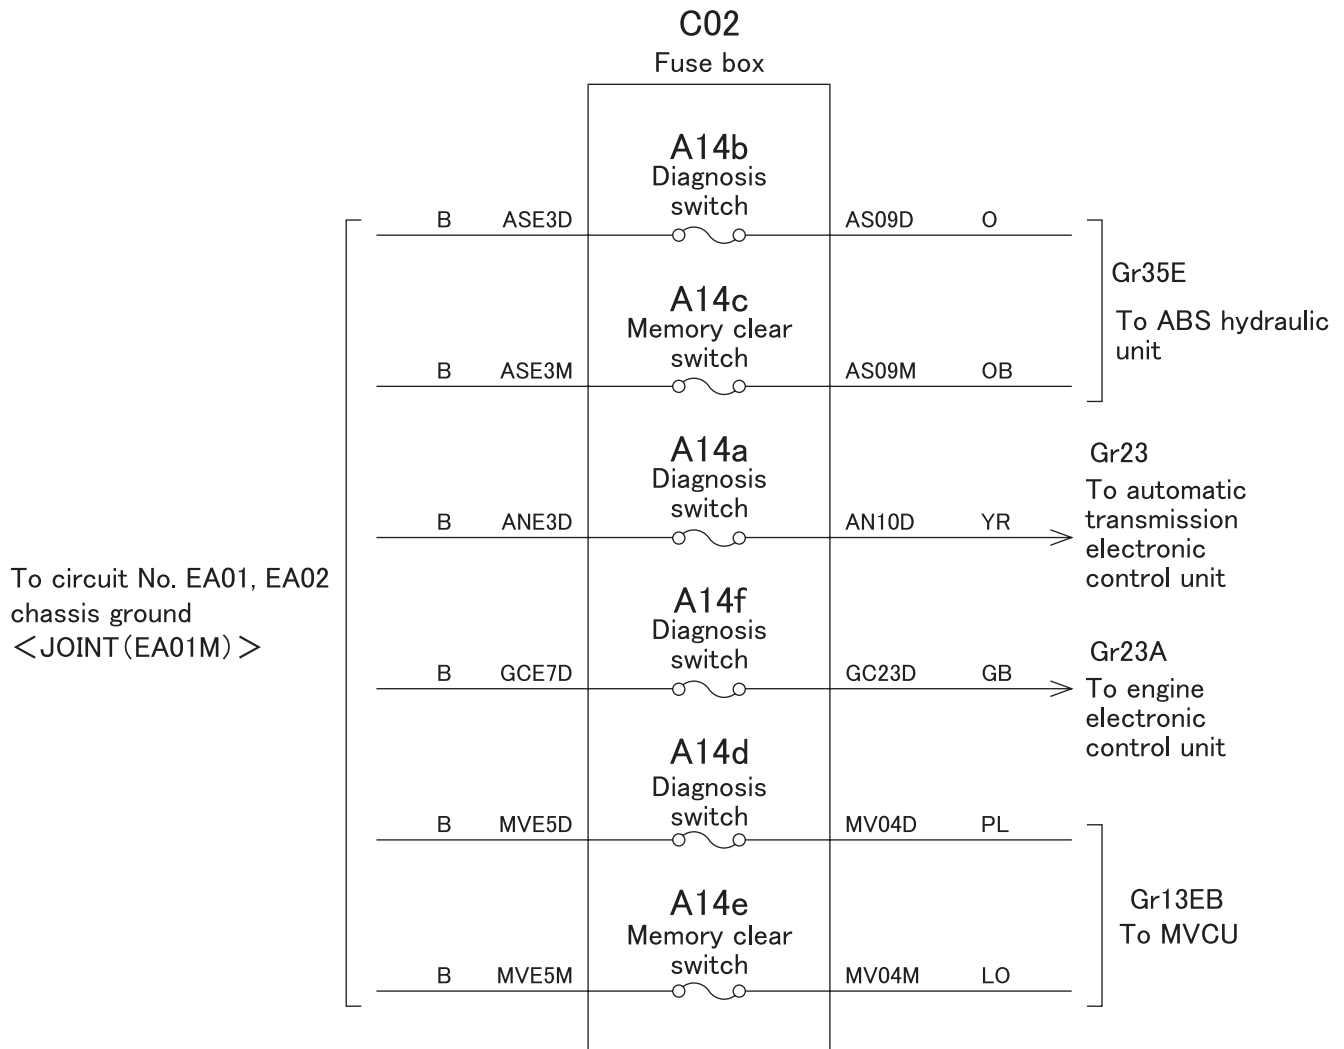 C02
Fuse box
A14b
Diagnosis
switch
B ASE3D AS09D O
Gr35E
To ABS hydraulic
unit
A14c
Memory clear
switch
B ASE3M AS09M OB
A14a
Diagnosis
switch
B ANE3D AN10D YR
Gr23
To automatic
transmission
electronic
control unit
To circuit No. EA01, EA02
chassis ground
<JOINT(EA01M)>
A14f
Diagnosis
switch
B GCE7D GC23D GB
Gr23A
To engine
electronic
control unit
A14d
Diagnosis
switch
B MVE5D MV04D PL
A14e
Memory clear
switch
B MVE5M MV04M LO
Gr13EB
To MVCU